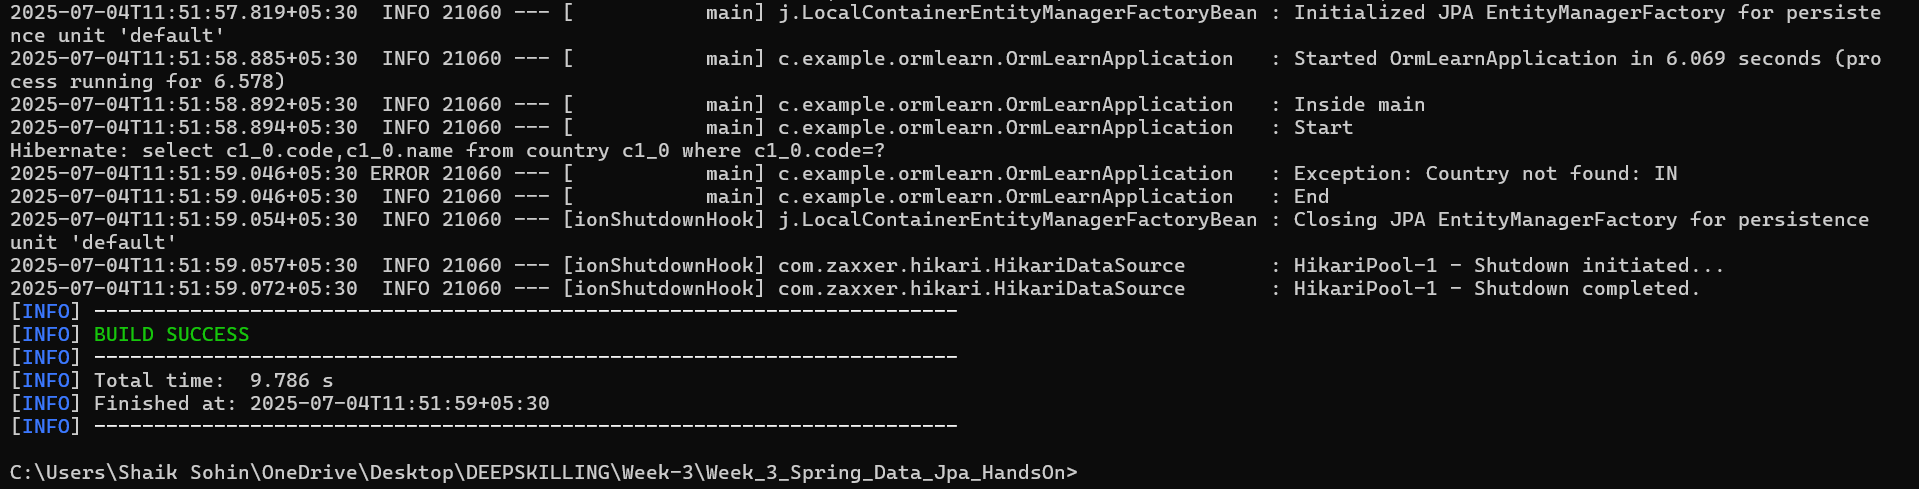 2025-07-04T11:51:57.819+05:30  INFO 21060 --- [           main] j.LocalContainerEntityManagerFactoryBean : Initialized JPA EntityManagerFactory for persiste
nce unit 'default'
2025-07-04T11:51:58.885+05:30  INFO 21060 --- [           main] c.example.ormlearn.OrmLearnApplication   : Started OrmLearnApplication in 6.069 seconds (pro
cess running for 6.578)
2025-07-04T11:51:58.892+05:30  INFO 21060 --- [           main] c.example.ormlearn.OrmLearnApplication   : Inside main
2025-07-04T11:51:58.894+05:30  INFO 21060 --- [           main] c.example.ormlearn.OrmLearnApplication   : Start
Hibernate: select c1_0.code,c1_0.name from country c1_0 where c1_0.code=?
2025-07-04T11:51:59.046+05:30 ERROR 21060 --- [           main] c.example.ormlearn.OrmLearnApplication   : Exception: Country not found: IN
2025-07-04T11:51:59.046+05:30  INFO 21060 --- [           main] c.example.ormlearn.OrmLearnApplication   : End
2025-07-04T11:51:59.054+05:30  INFO 21060 --- [ionShutdownHook] j.LocalContainerEntityManagerFactoryBean : Closing JPA EntityManagerFactory for persistence
unit 'default'
2025-07-04T11:51:59.057+05:30  INFO 21060 --- [ionShutdownHook] com.zaxxer.hikari.HikariDataSource       : HikariPool-1 - Shutdown initiated...
2025-07-04T11:51:59.072+05:30  INFO 21060 --- [ionShutdownHook] com.zaxxer.hikari.HikariDataSource       : HikariPool-1 - Shutdown completed.
[INFO] ------------------------------------------------------------------------
[INFO] BUILD SUCCESS
[INFO] ------------------------------------------------------------------------
[INFO] Total time:  9.786 s
[INFO] Finished at: 2025-07-04T11:51:59+05:30
[INFO] ------------------------------------------------------------------------
C:\Users\Shaik Sohin\OneDrive\Desktop\DEEPSKILLING\Week-3\Week_3_Spring_Data_Jpa_HandsOn>